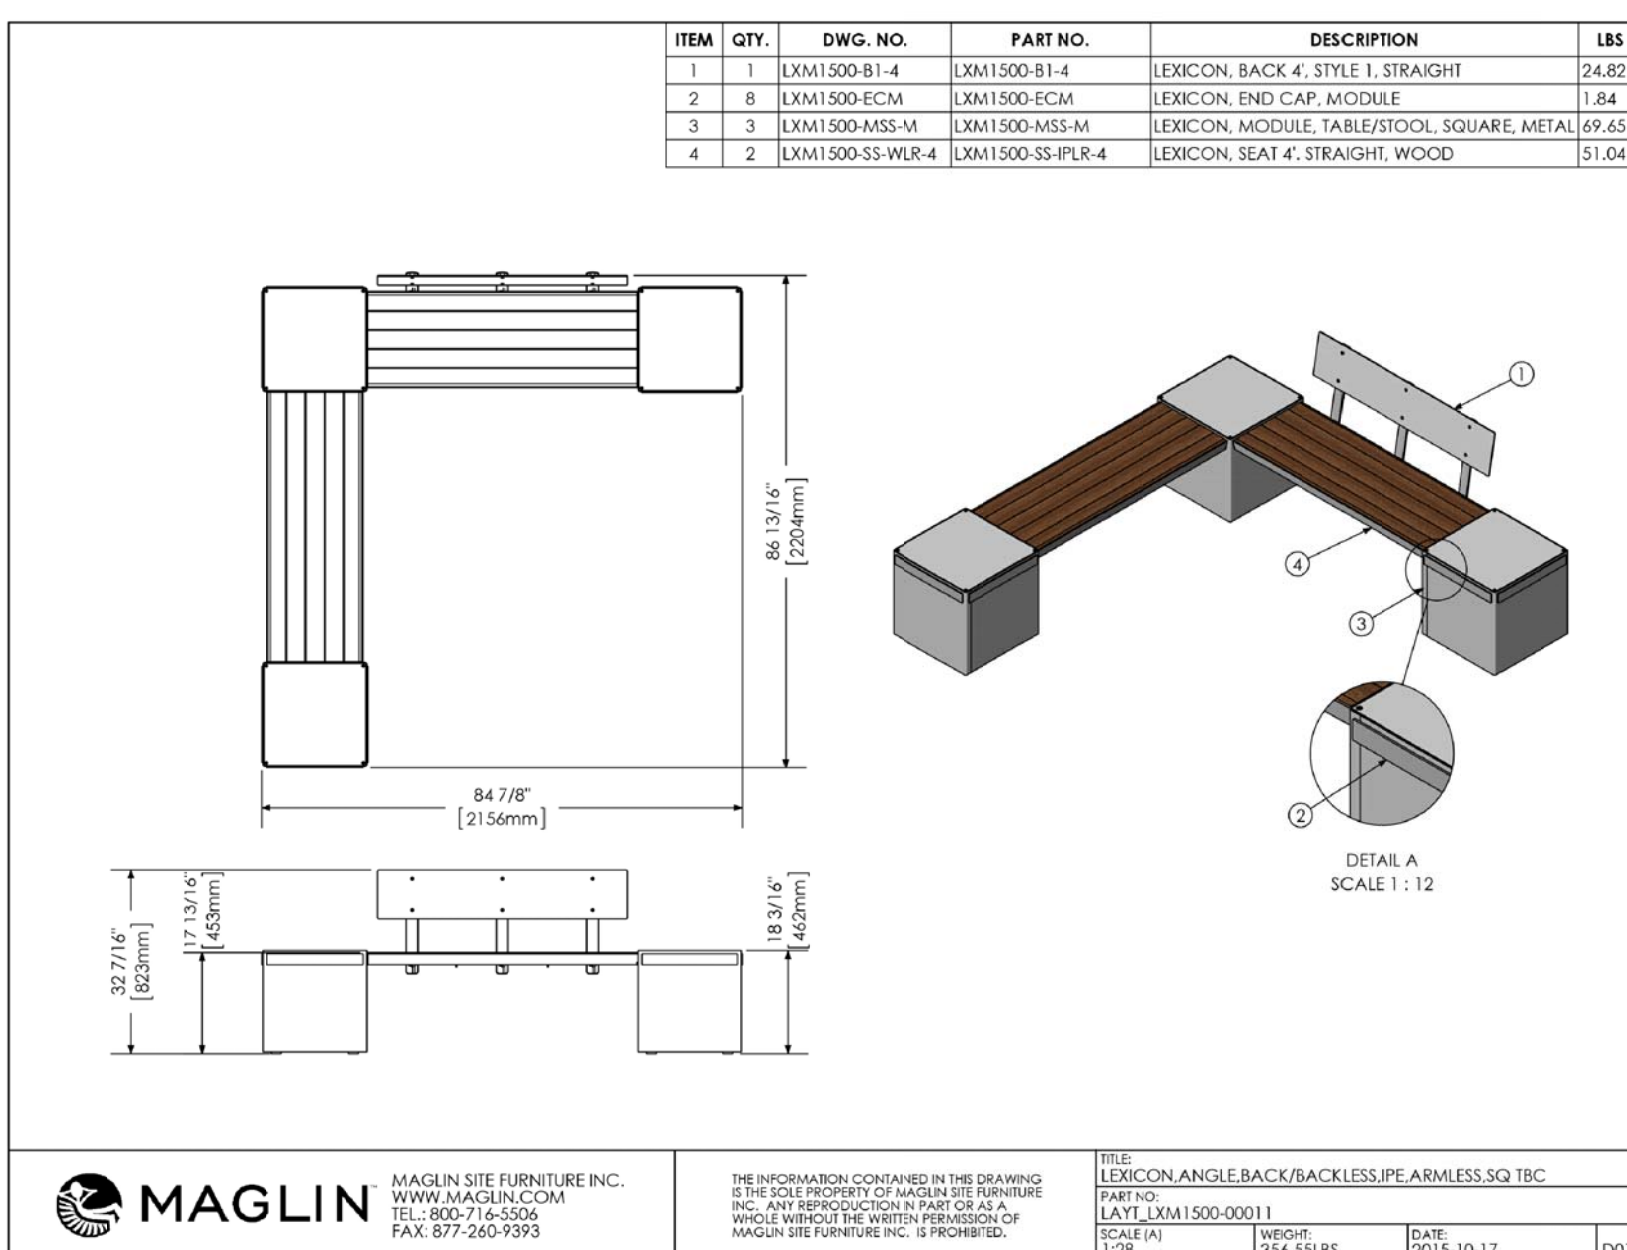 ITEM QTY. DWG. NO. PART NO. DESCRIPTION LBS
1 1 LXM1500-B1-4 LXM1500-B1-4 LEXICON, BACK 4', STYLE 1, STRAIGHT 24.82
2 8 LXM1500-ECM LXM1500-ECM LEXICON, END CAP, MODULE 1.84
3 3 LXM1500-MSS-M LXM1500-MSS-M LEXICON, MODULE, TABLE/STOOL, SQUARE, METAL 69.65
4 2 LXM1500-SS-WLR-4 LXM1500-SS-IPLR-4 LEXICON, SEAT 4'. STRAIGHT, WOOD 51.04
86 13/16"
[2204mm]
84 7/8"
[2156mm]
1
4
3
2
DETAIL A
SCALE 1 : 12
32 7/16"
[823mm]
17 13/16"
[453mm]
18 3/16"
[462mm]
MAGLIN™
MAGLIN SITE FURNITURE INC.
WWW.MAGLIN.COM
TEL.: 800-716-5506
FAX: 877-260-9393
THE INFORMATION CONTAINED IN THIS DRAWING
IS THE SOLE PROPERTY OF MAGLIN SITE FURNITURE
INC. ANY REPRODUCTION IN PART OR AS A
WHOLE WITHOUT THE WRITTEN PERMISSION OF
MAGLIN SITE FURNITURE INC. IS PROHIBITED.
TITLE:
LEXICON,ANGLE,BACK/BACKLESS,IPE,ARMLESS,SQ TBC
PART NO:
LAYT_LXM1500-00011
SCALE (A) WEIGHT: DATE:
1:28 356.55LBS 2015-10-17